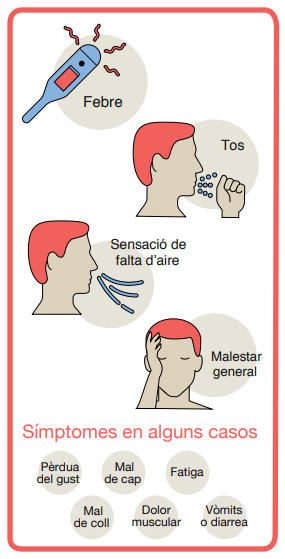 Febre
Tos
Sensació de
falta d'aire
Malestar
general
Símptomes en alguns casos
Pèrdua
del gust
Mal
de cap
Fatiga
Mal
de coll
Dolor
muscular
Vòmits
o diarrea